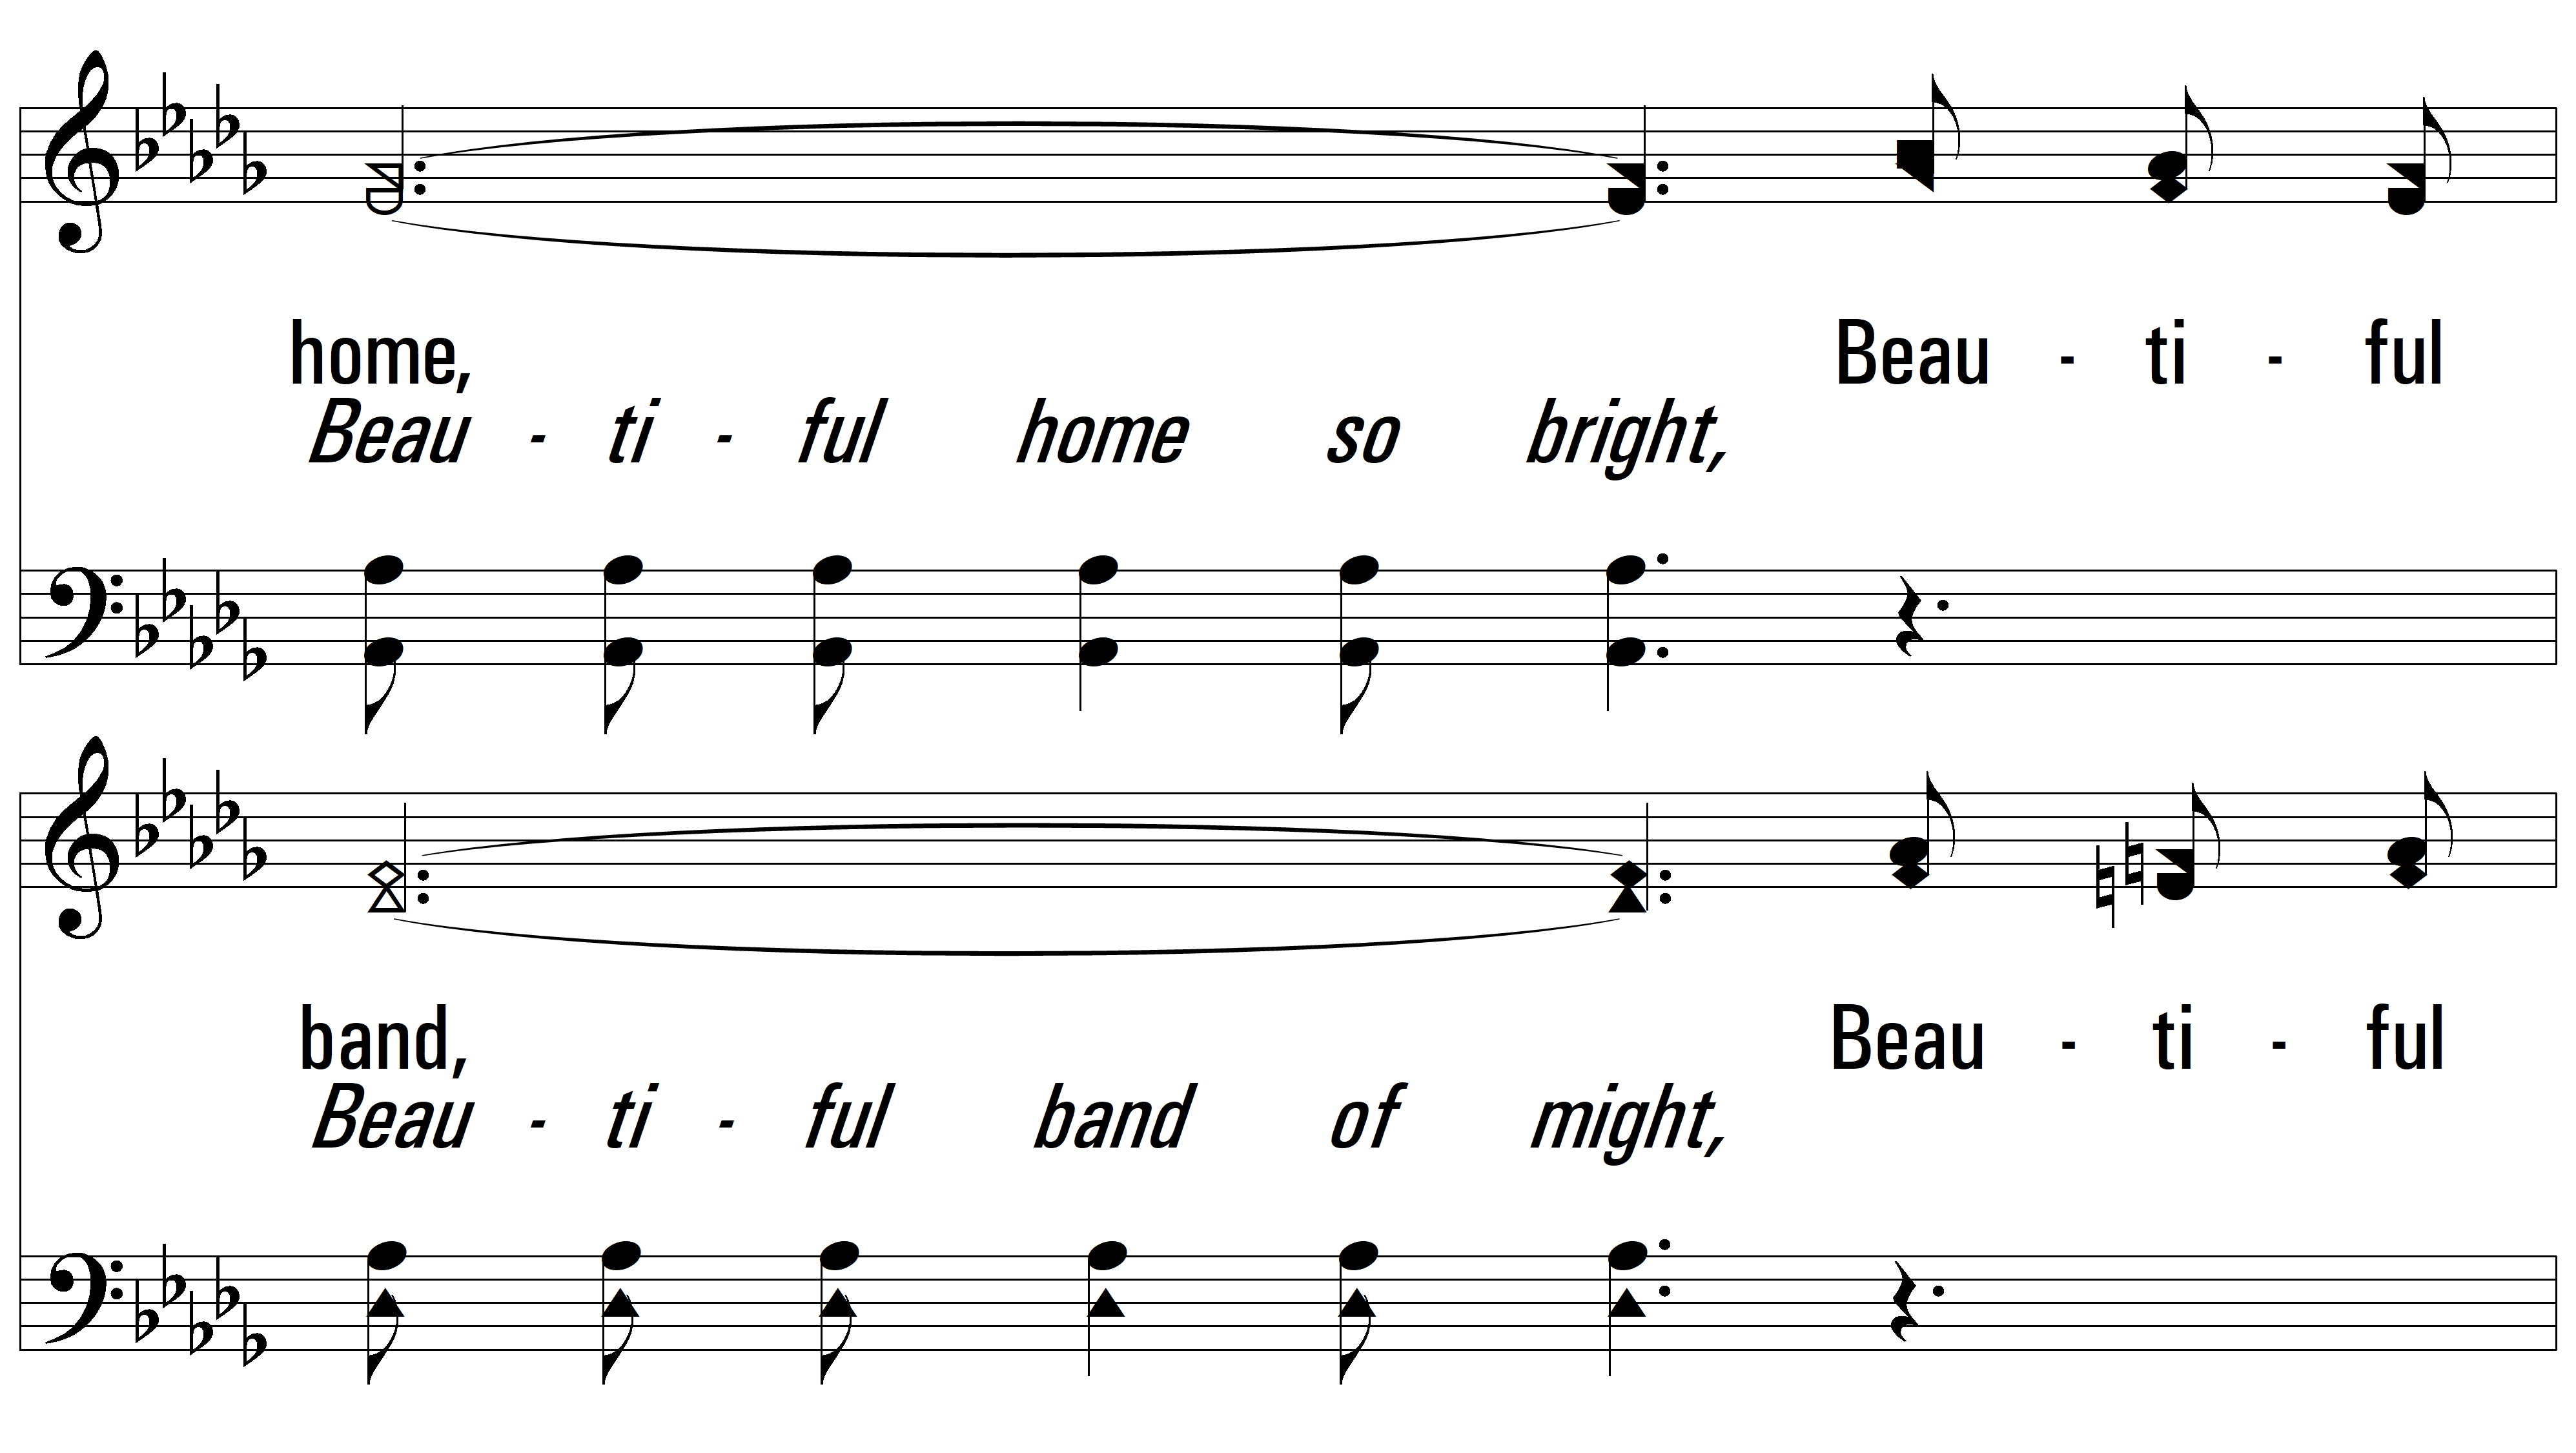 home, Beau - ti - ful
Beau - ti - ful home so bright,
band, Beau - ti - ful
Beau - ti - ful band of might,